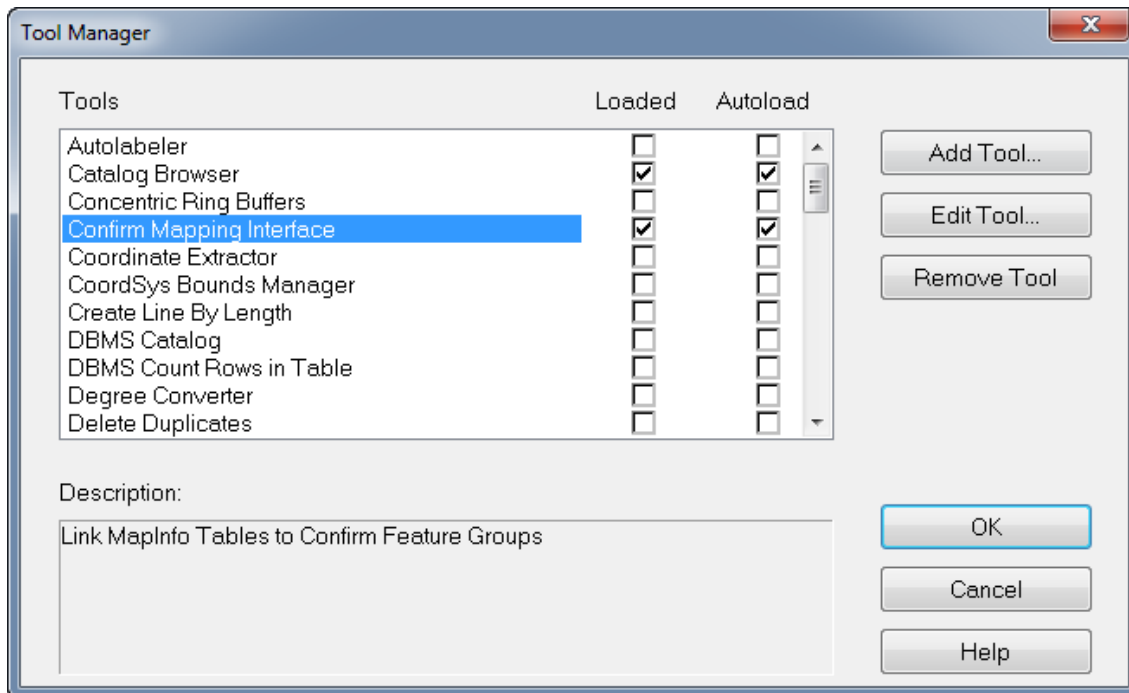 Tool Manager
Tools Loaded Autoload
Autolabeler
Catalog Browser
Concentric Ring Buffers
Confirm Mapping Interface
Coordinate Extractor
CoordSys Bounds Manager
Create Line By Length
DBMS Catalog
DBMS Count Rows in Table
Degree Converter
Delete Duplicates
Add Tool...
Edit Tool...
Remove Tool
Description:
Link MapInfo Tables to Confirm Feature Groups
OK
Cancel
Help